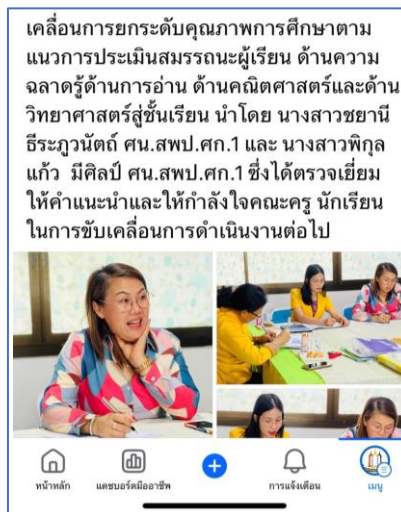 เคลื่อนการยกระดับคุณภาพการศึกษาตาม
แนวการประเมินสมรรถนะผู้เรียน ด้านความ
ฉลาดรู้ด้านการอ่าน ด้านคณิตศาสตร์และด้าน
วิทยาศาสตร์สู่ชั้นเรียน นำโดย นางสาวชยานี
ธีระภูวนัตถ์ ศน.สพป.ศก.1 และ นางสาวพิกุล
แก้ว มีศิลป์ ศน.สพป.ศก.1 ซึ่งได้ตรวจเยี่ยม
ให้คำแนะนำและให้กำลังใจคณะครู นักเรียน
ในการขับเคลื่อนการดำเนินงานต่อไป
หน้าหลัก แดชบอร์ดมืออาชีพ การแจ้งเตือน เมนู